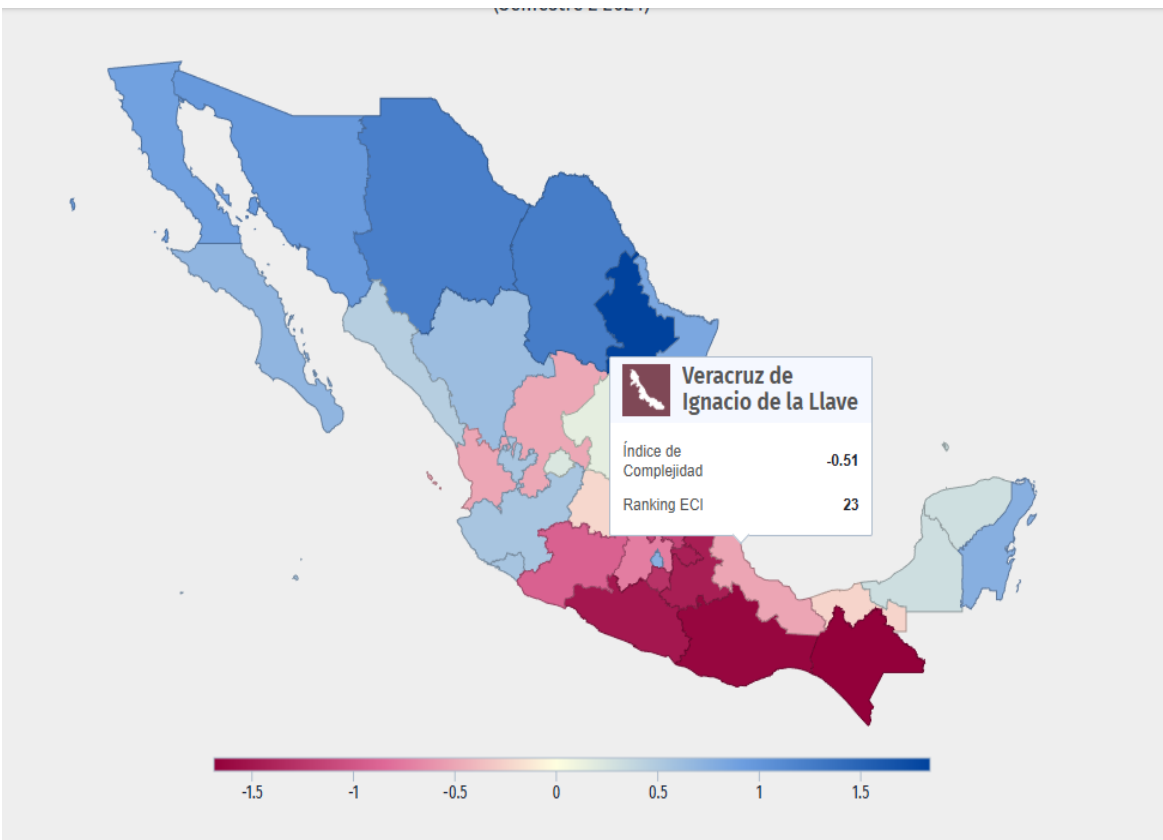 Veracruz de
Ignacio de la Llave
Índice de
Complejidad
-0.51
Ranking ECI
23
-1.5 -1 -0.5 0 0.5 1 1.5